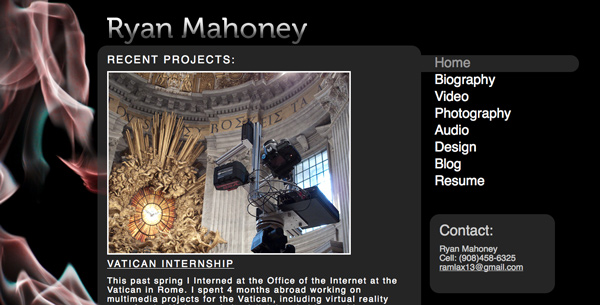 Ryan Mahoney
RECENT PROJECTS:
VATICAN INTERNSHIP
This past spring I Interned at the Office of the Internet at the
Vatican in Rome. I spent 4 months abroad working on
multimedia projects for the Vatican, including virtual reality
Home
Biography
Video
Photography
Audio
Design
Blog
Resume
Contact:
Ryan Mahoney
Cell: (908)458-6325
ramlax13@gmail.com